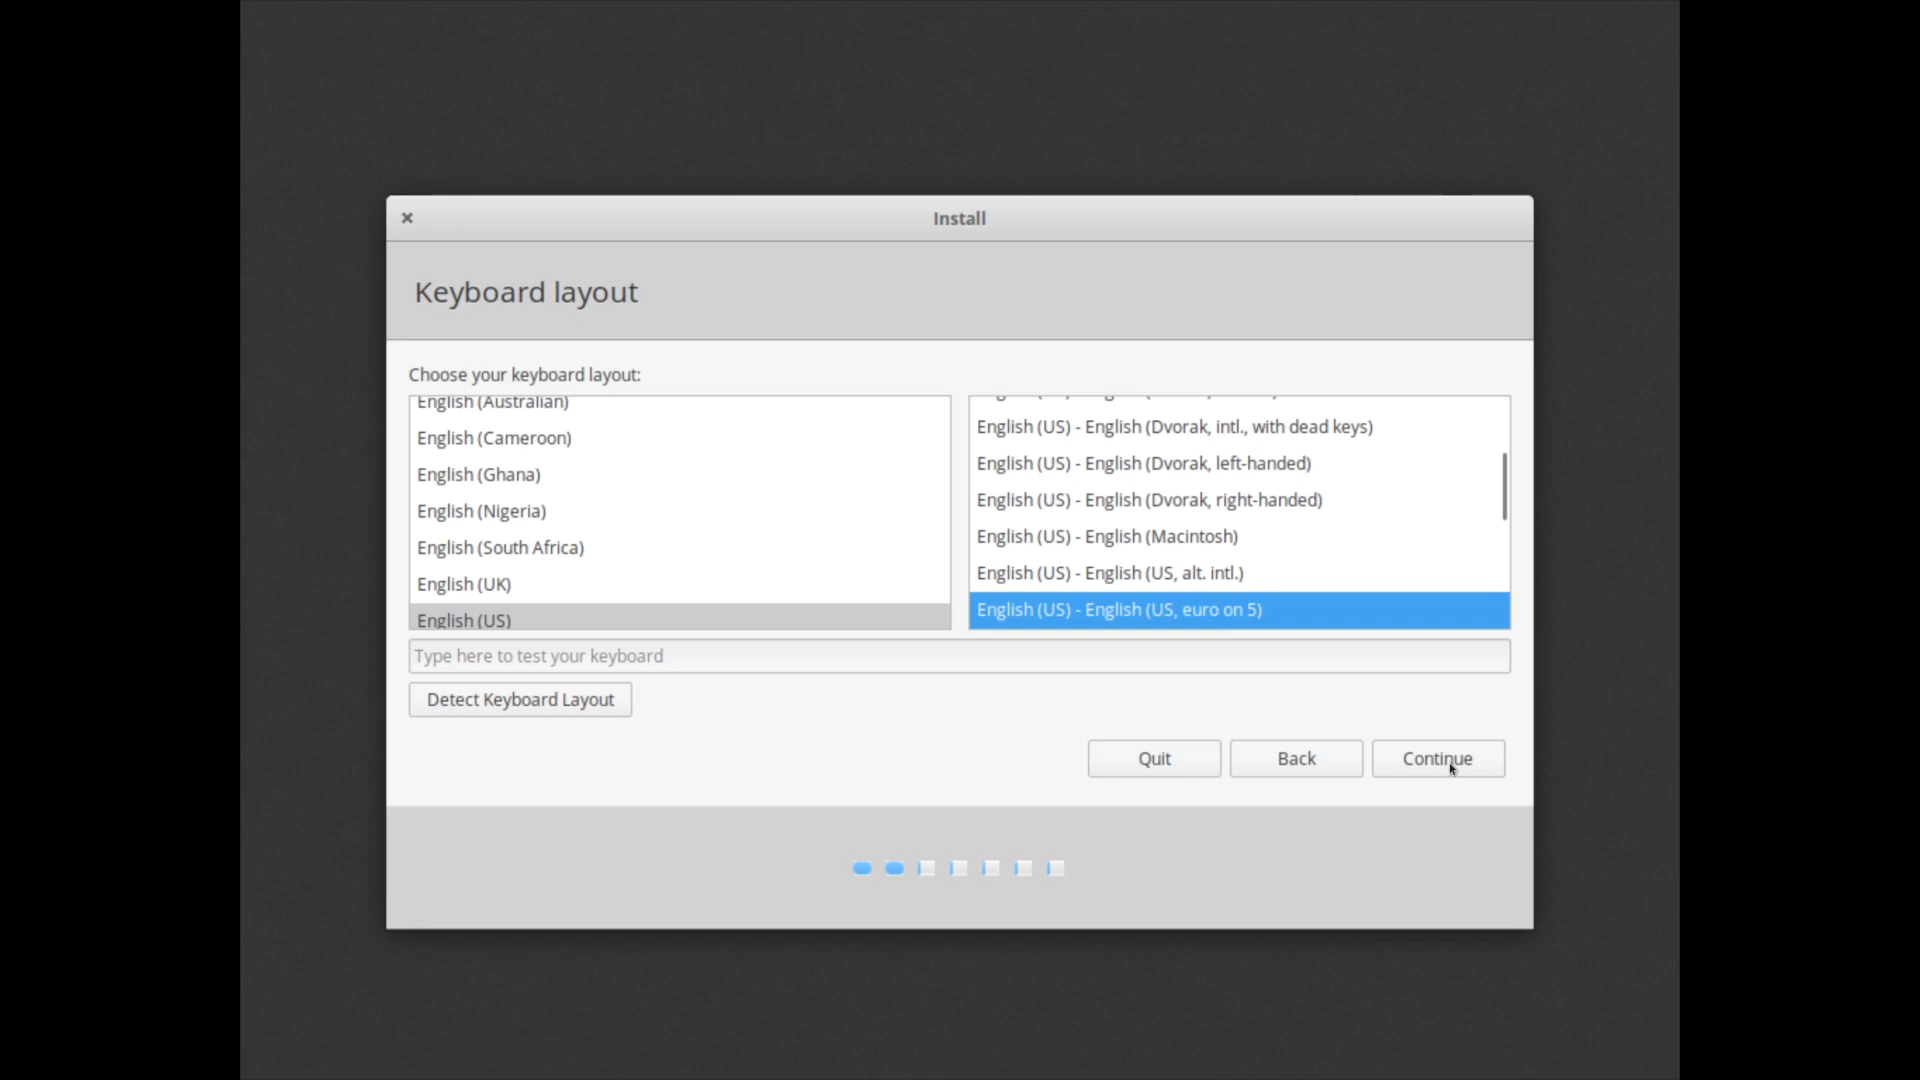 Install
Keyboard layout
Choose your keyboard layout:
English (Australian)
English (Cameroon)
English (Ghana)
English (Nigeria)
English (South Africa)
English (UK)
English (US)
English (US) - English (Dvorak, intl., with dead keys)
English (US) - English (Dvorak, left-handed)
English (US) - English (Dvorak, right-handed)
English (US) - English (Macintosh)
English (US) - English (US, alt. intl.)
English (US) - English (US, euro on 5)
Type here to test your keyboard
Detect Keyboard Layout
Quit
Back
Continue